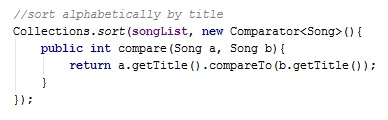 //sort alphabetically by title
Collections.sort(songList, new Comparator<Song>(){
    public int compare(Song a, Song b){
        return a.getTitle().compareTo(b.getTitle());
    }
});